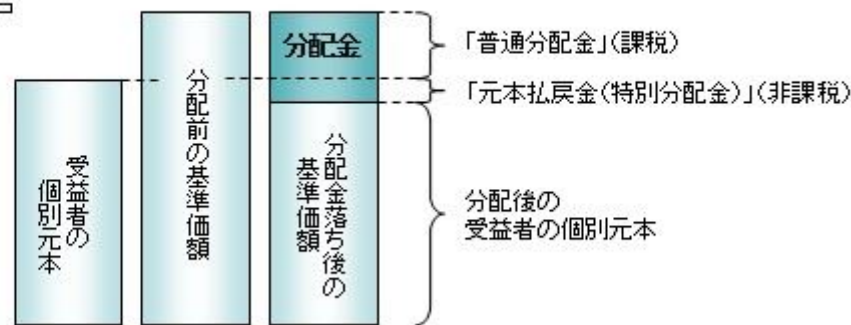 受益者の
個別元本
分配前の基準価額
分配金
分配金落ち後の
基準価額
「普通分配金」(課税)
「元本払戻金(特別分配金)」(非課税)
分配後の
受益者の個別元本